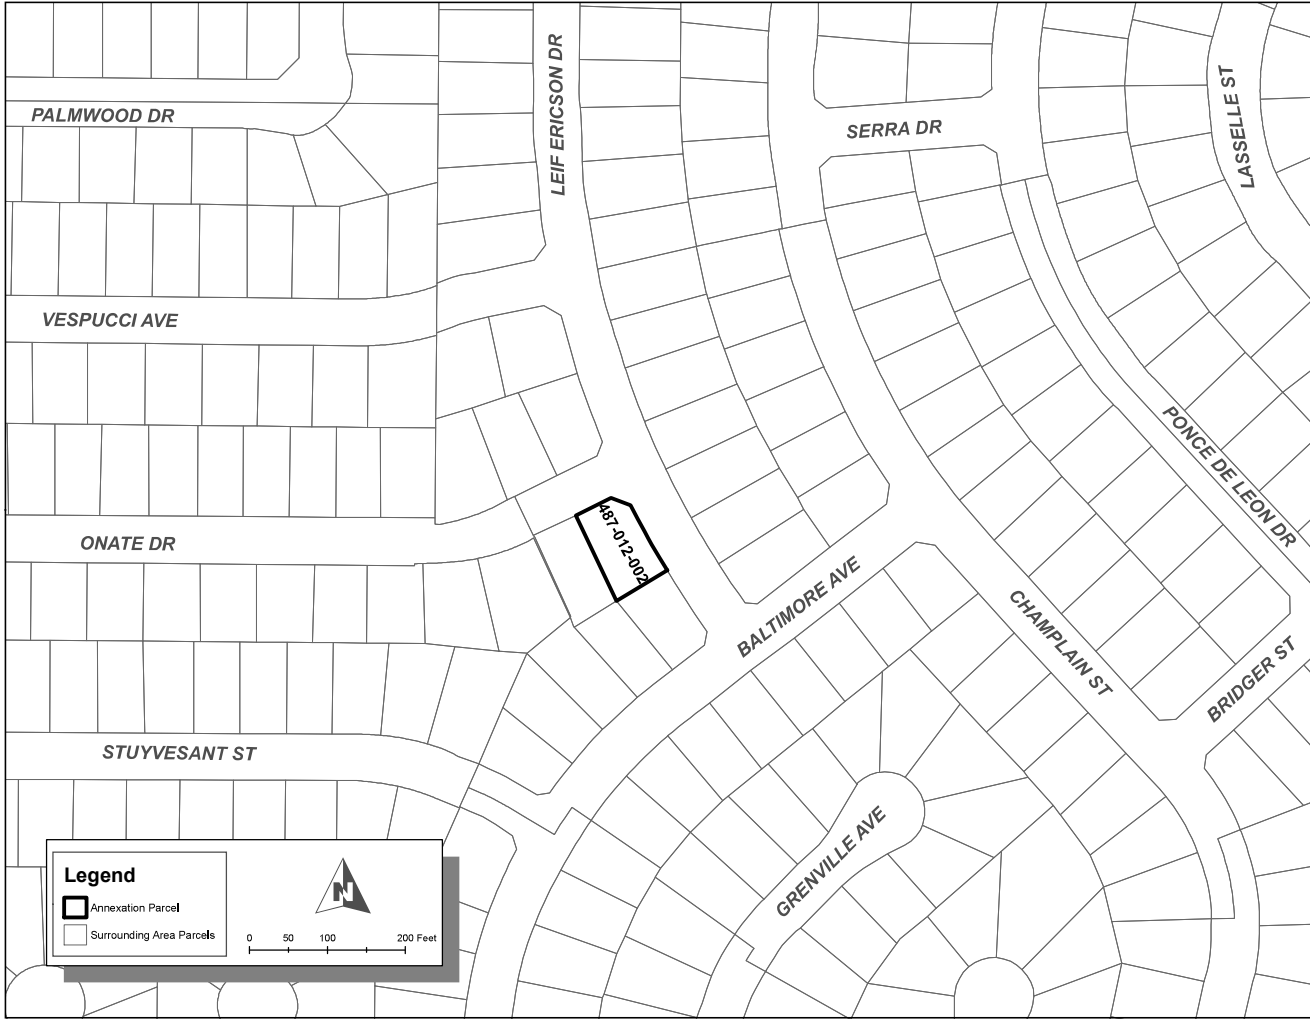 PALMWOOD DR
LEIF ERICSON DR
SERRA DR
LASSELLE ST
VESPUCCI AVE
PONCE DE LEON DR
ONATE DR
487-012-002
BALTIMORE AVE
CHAMPLAIN ST
BRIDGER ST
STUYVESANT ST
GRENVILLE AVE
Legend
Annexation Parcel
Surrounding Area Parcels
N
0 50 100 200 Feet